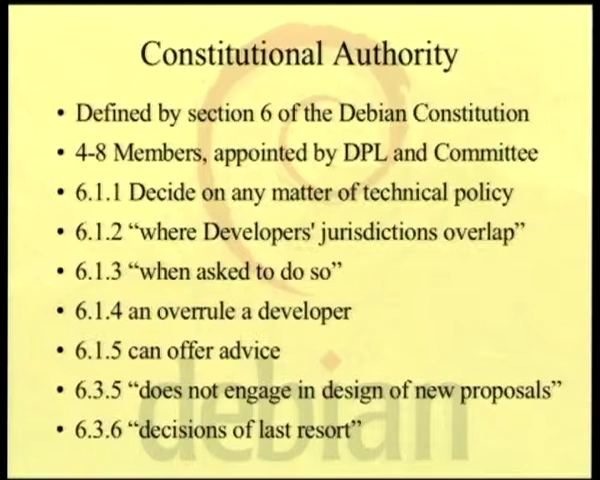 Constitutional Authority
• Defined by section 6 of the Debian Constitution
• 4-8 Members, appointed by DPL and Committee
• 6.1.1 Decide on any matter of technical policy
• 6.1.2 “where Developers' jurisdictions overlap”
• 6.1.3 “when asked to do so”
• 6.1.4 an overrule a developer
• 6.1.5 can offer advice
• 6.3.5 “does not engage in design of new proposals”
• 6.3.6 “decisions of last resort”
debian